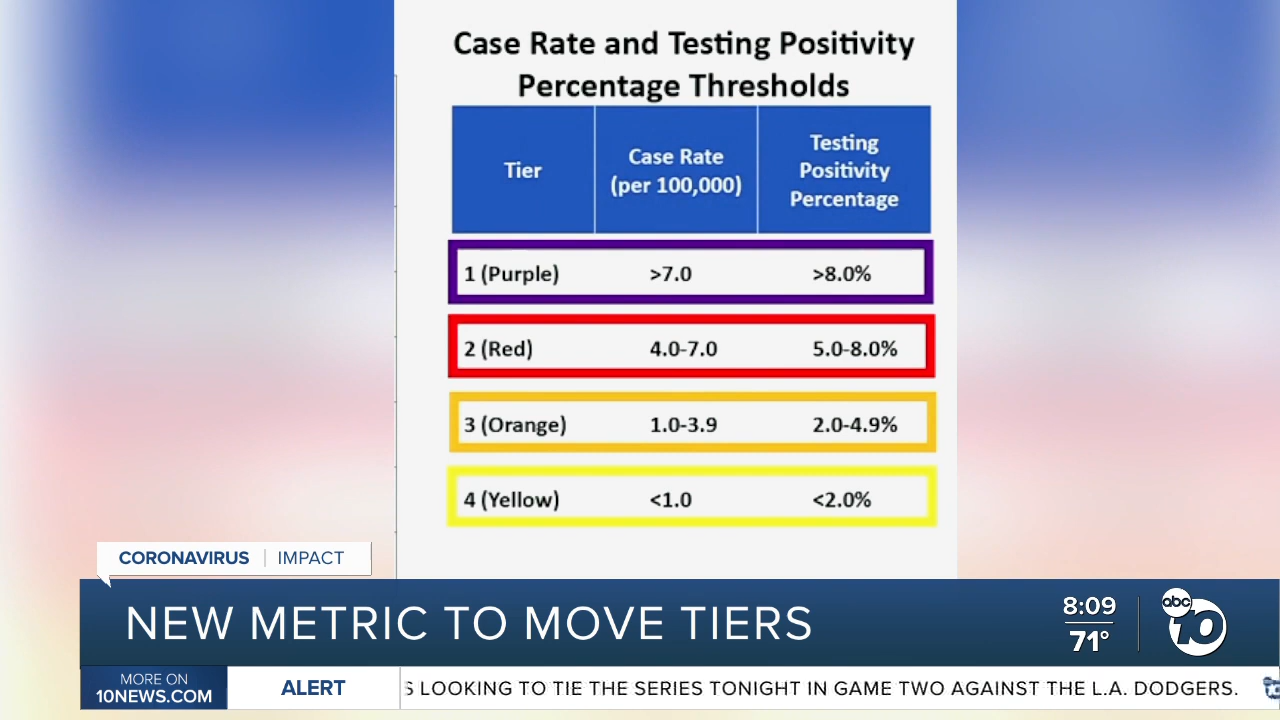 Case Rate and Testing Positivity
Percentage Thresholds
Tier
Case Rate
(per 100,000)
Testing
Positivity
Percentage
1 (Purple) >7.0 >8.0%
2 (Red) 4.0-7.0 5.0-8.0%
3 (Orange) 1.0-3.9 2.0-4.9%
4 (Yellow) <1.0 <2.0%
CORONAVIRUS IMPACT
NEW METRIC TO MOVE TIERS
8:09
71°
abc
10
MORE ON
10NEWS.COM
ALERT
S LOOKING TO TIE THE SERIES TONIGHT IN GAME TWO AGAINST THE L.A. DODGERS.